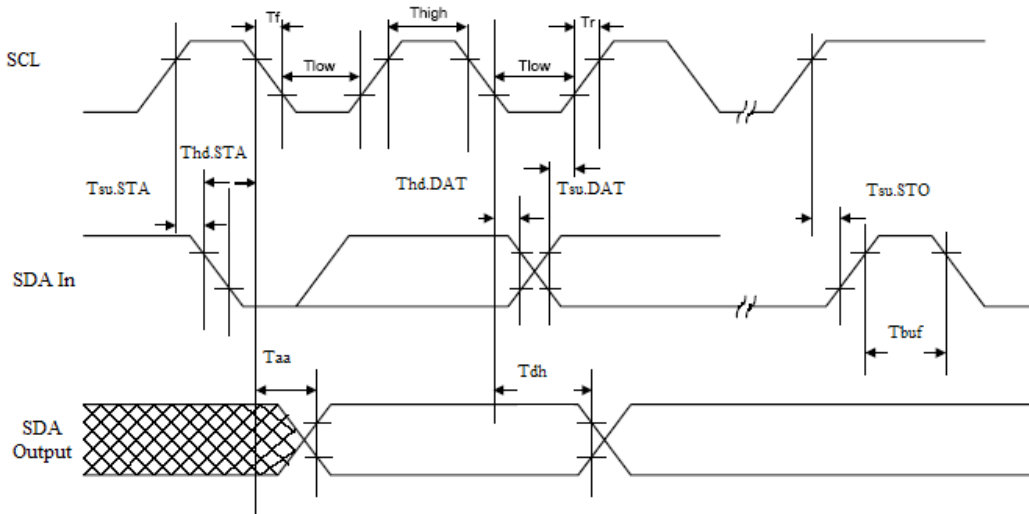 Tf
Thigh
Tr
SCL
Tlow
Tlow
Thd.STA
Thd.DAT
Tsu.DAT
Tsu.STA
Tsu.STO
SDA In
Tbuf
Taa
Tdh
SDA
Output